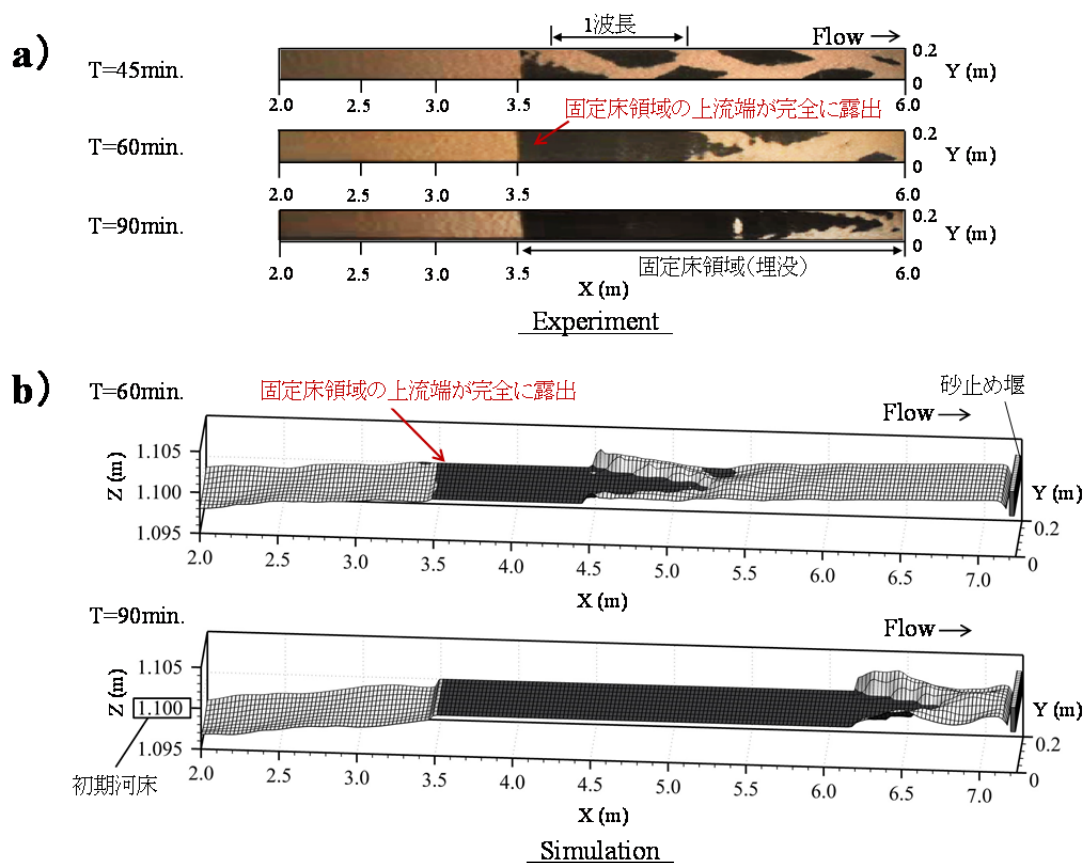 a)
1波長
Flow →
T=45min.
0.2
Y (m)
0
2.0 2.5 3.0 3.5 6.0
固定床領域の上流端が完全に露出
T=60min.
0.2
Y (m)
0
2.0 2.5 3.0 3.5 6.0
T=90min.
0.2
Y (m)
0
固定床領域(埋没)
2.0 2.5 3.0 3.5 6.0
X (m)
Experiment
b)
T=60min.
固定床領域の上流端が完全に露出
砂止め堰
Flow →
Z (m)
1.105
1.100
1.095
Y (m)
0.2
0
2.0 2.5 3.0 3.5 4.0 4.5 5.0 5.5 6.0 6.5 7.0
X (m)
T=90min.
Flow →
Z (m)
1.105
1.100
1.095
Y (m)
0.2
0
初期河床
2.0 2.5 3.0 3.5 4.0 4.5 5.0 5.5 6.0 6.5 7.0
X (m)
Simulation